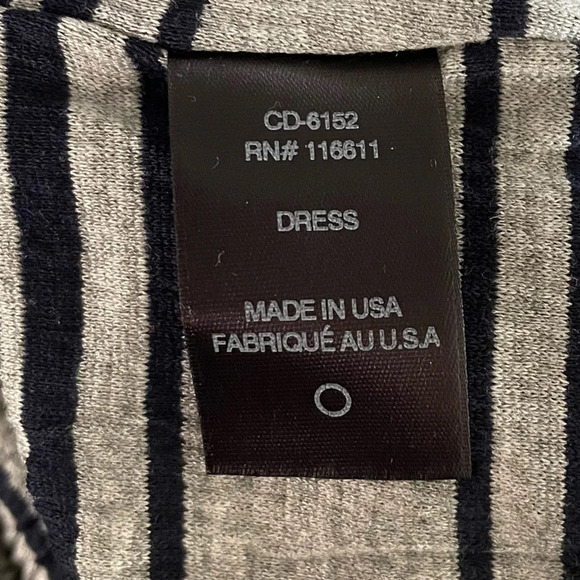 CD-6152
RN# 116611
DRESS
MADE IN USA
FABRIQUÉ AU U.S.A